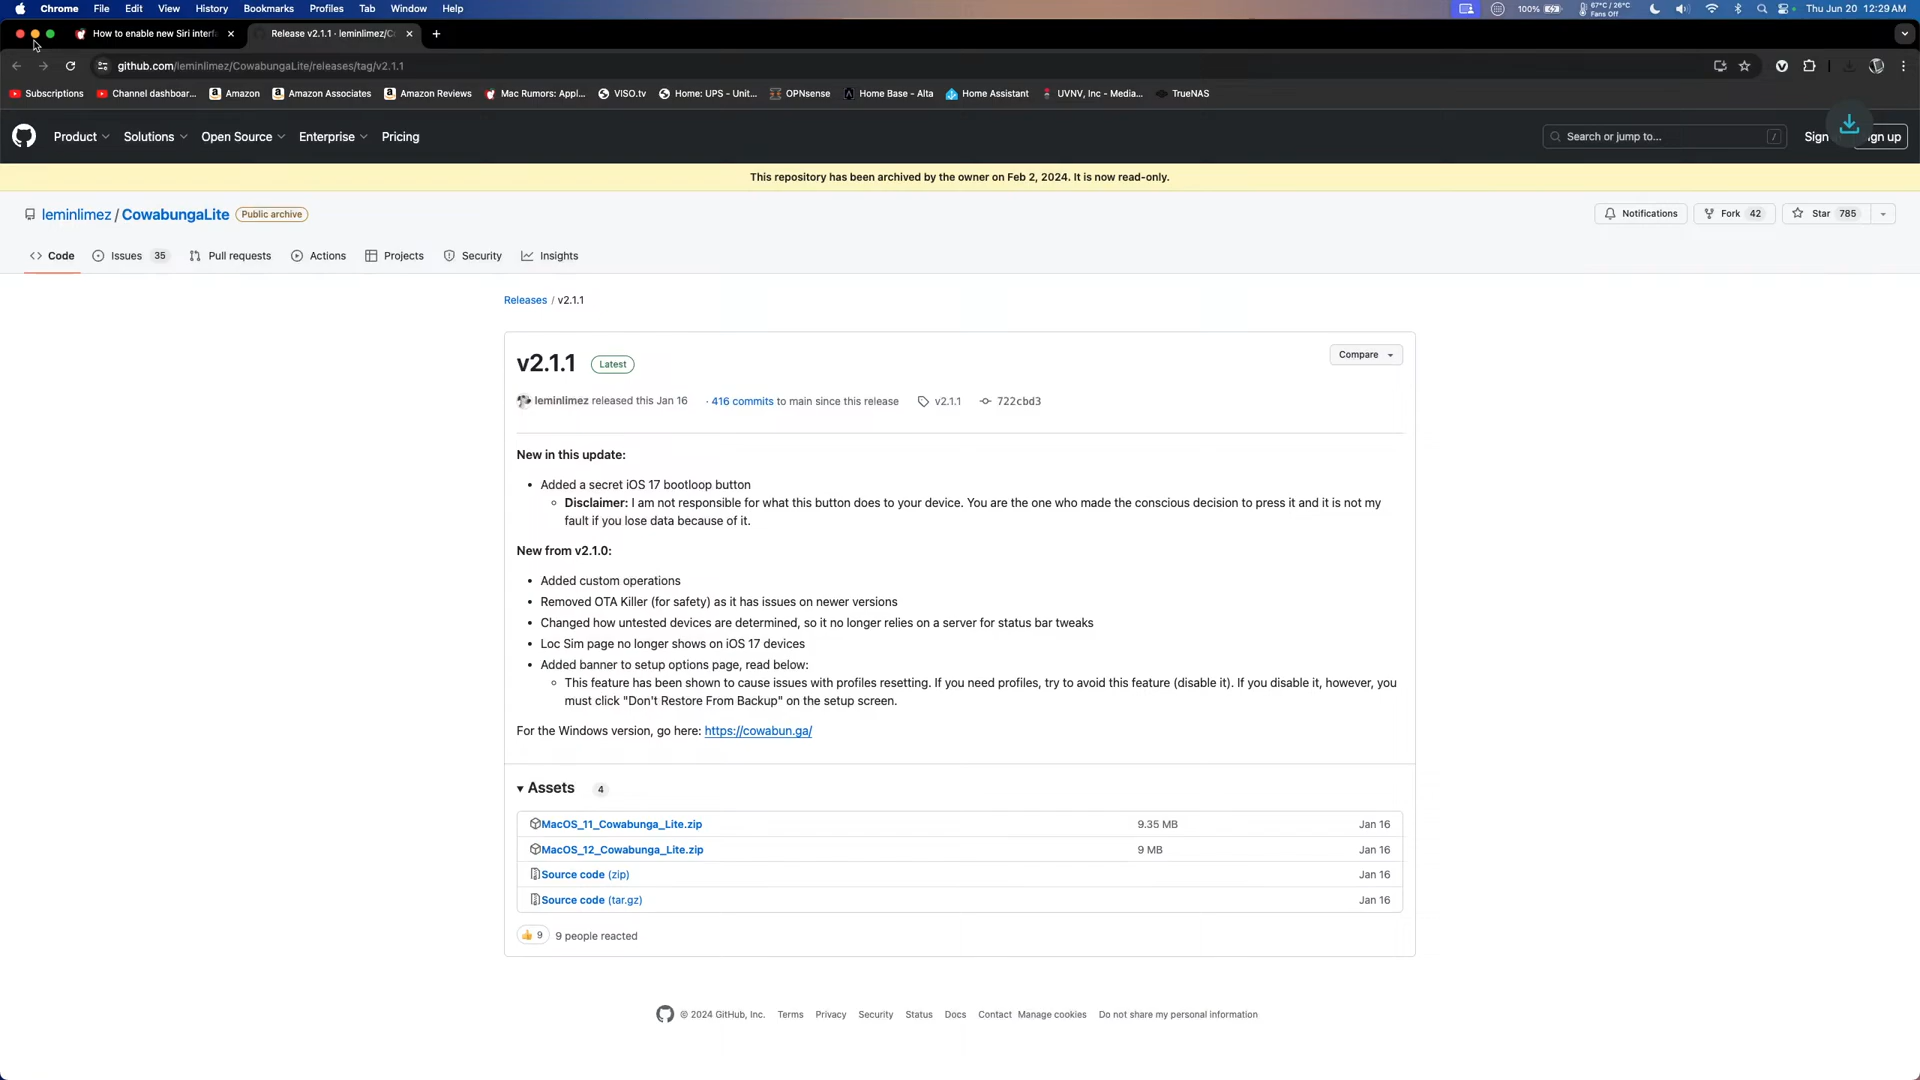 Chrome File Edit View History Bookmarks Profiles Tab Window Help 100% 67°C / 26°C Fans Off Thu Jun 20 12:29 AM
How to enable new Siri interf Release v2.1.1 · leminlimez/C
github.com/leminlimez/CowabungaLite/releases/tag/v2.1.1
Subscriptions Channel dashboar... Amazon Amazon Associates Amazon Reviews Mac Rumors: Appl... VISO.tv Home: UPS - Unit... OPNsense Home Base - Alta Home Assistant UVNV, Inc - Media... TrueNAS
Product Solutions Open Source Enterprise Pricing Search or jump to... / Sign gn up
This repository has been archived by the owner on Feb 2, 2024. It is now read-only.
leminlimez / CowabungaLite Public archive Notifications Fork 42 Star 785
Code Issues 35 Pull requests Actions Projects Security Insights
Releases / v2.1.1
v2.1.1 Latest Compare
leminlimez released this Jan 16 · 416 commits to main since this release v2.1.1 722cbd3
New in this update:
• Added a secret iOS 17 bootloop button
Disclaimer: I am not responsible for what this button does to your device. You are the one who made the conscious decision to press it and it is not my
fault if you lose data because of it.
New from v2.1.0:
• Added custom operations
• Removed OTA Killer (for safety) as it has issues on newer versions
• Changed how untested devices are determined, so it no longer relies on a server for status bar tweaks
• Loc Sim page no longer shows on iOS 17 devices
• Added banner to setup options page, read below:
This feature has been shown to cause issues with profiles resetting. If you need profiles, try to avoid this feature (disable it). If you disable it, however, you
must click "Don't Restore From Backup" on the setup screen.
For the Windows version, go here: https://cowabun.ga/
Assets 4
MacOS_11_Cowabunga_Lite.zip 9.35 MB Jan 16
MacOS_12_Cowabunga_Lite.zip 9 MB Jan 16
Source code (zip) Jan 16
Source code (tar.gz) Jan 16
👍 9 9 people reacted
© 2024 GitHub, Inc. Terms Privacy Security Status Docs Contact Manage cookies Do not share my personal information